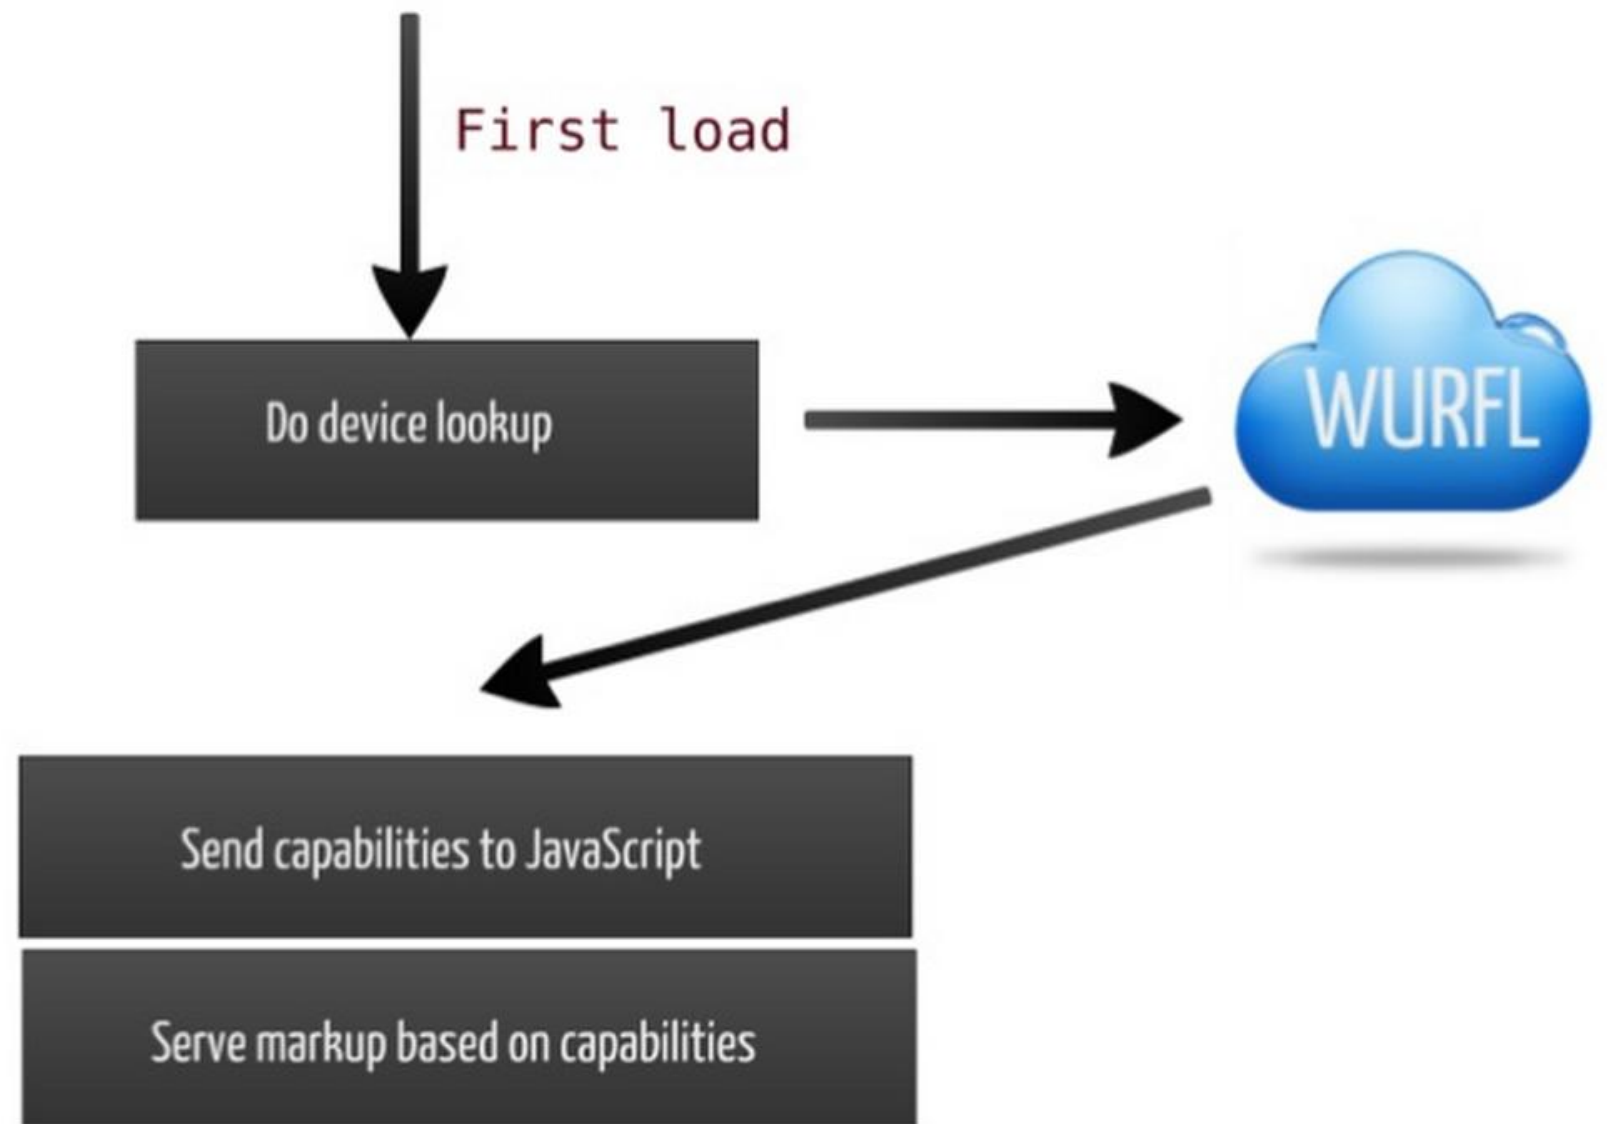 First load
Do device lookup
WURFL
Send capabilities to JavaScript
Serve markup based on capabilities